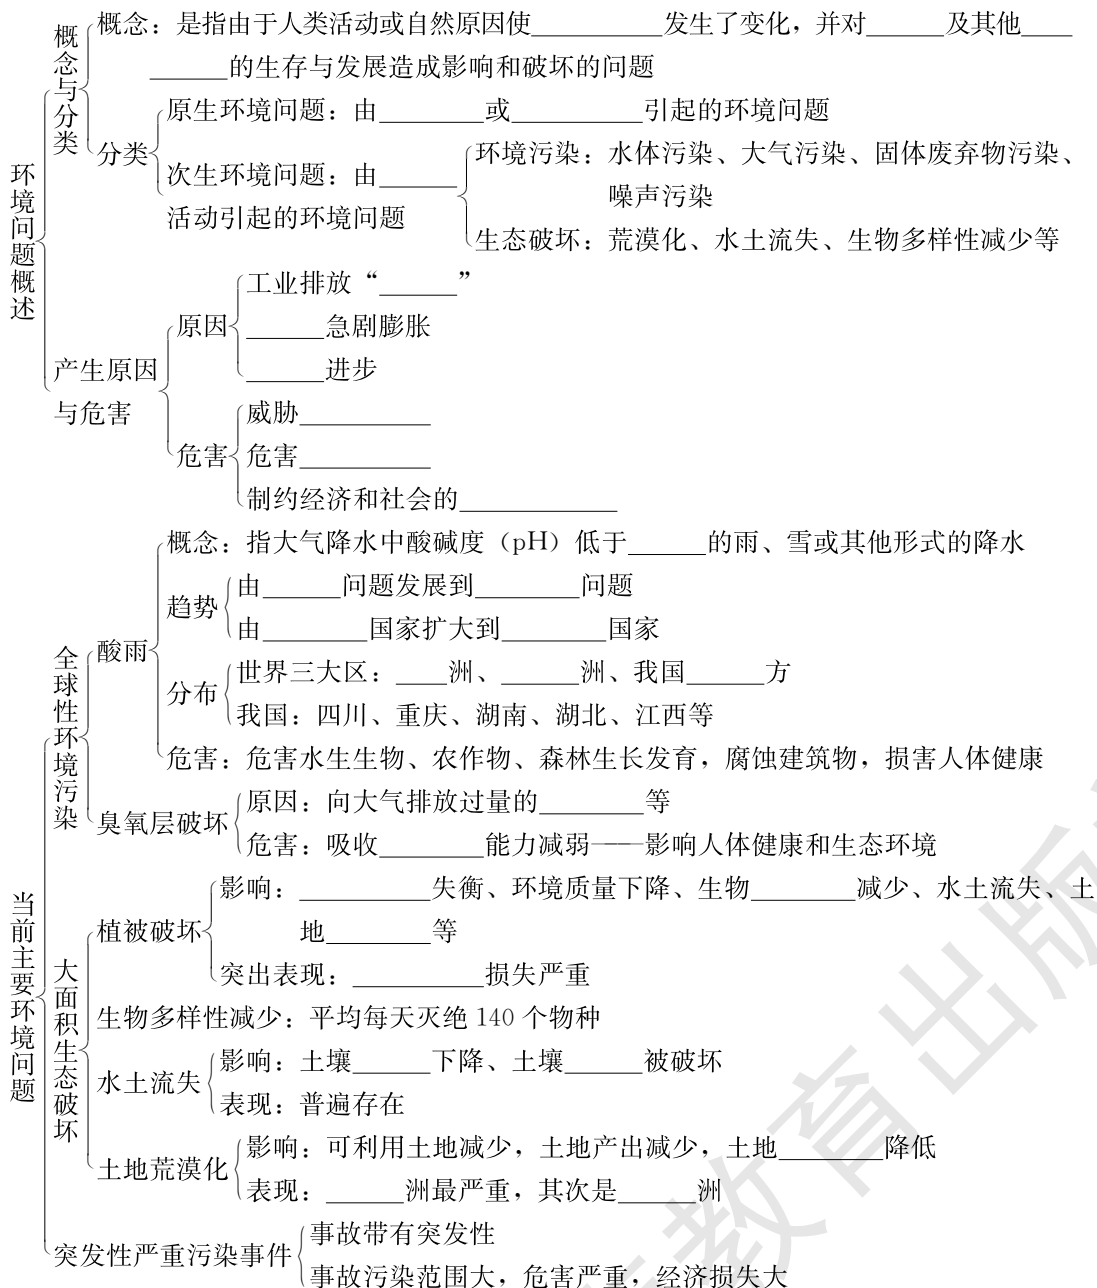 环境问题概述
概念与分类
概念：是指由于人类活动或自然原因使__________发生了变化，并对______及其他____
______的生存与发展造成影响和破坏的问题
分类
原生环境问题：由________或__________引起的环境问题
次生环境问题：由______
活动引起的环境问题
环境污染：水体污染、大气污染、固体废弃物污染、
噪声污染
生态破坏：荒漠化、水土流失、生物多样性减少等
产生原因
与危害
原因
工业排放“______”
______急剧膨胀
______进步
危害
威胁__________
危害__________
制约经济和社会的____________
当前主要环境问题
全球性环境污染
酸雨
概念：指大气降水中酸碱度（pH）低于______的雨、雪或其他形式的降水
趋势
由______问题发展到________问题
由________国家扩大到________国家
分布
世界三大区：____洲、______洲、我国______方
我国：四川、重庆、湖南、湖北、江西等
危害：危害水生生物、农作物、森林生长发育，腐蚀建筑物，损害人体健康
臭氧层破坏
原因：向大气排放过量的________等
危害：吸收________能力减弱——影响人体健康和生态环境
大面积生态破坏
植被破坏
影响：__________失衡、环境质量下降、生物________减少、水土流失、土
地________等
突出表现：__________损失严重
生物多样性减少：平均每天灭绝 140 个物种
水土流失
影响：土壤______下降、土壤______被破坏
表现：普遍存在
土地荒漠化
影响：可利用土地减少，土地产出减少，土地________降低
表现：______洲最严重，其次是______洲
突发性严重污染事件
事故带有突发性
事故污染范围大，危害严重，经济损失大
教育出版